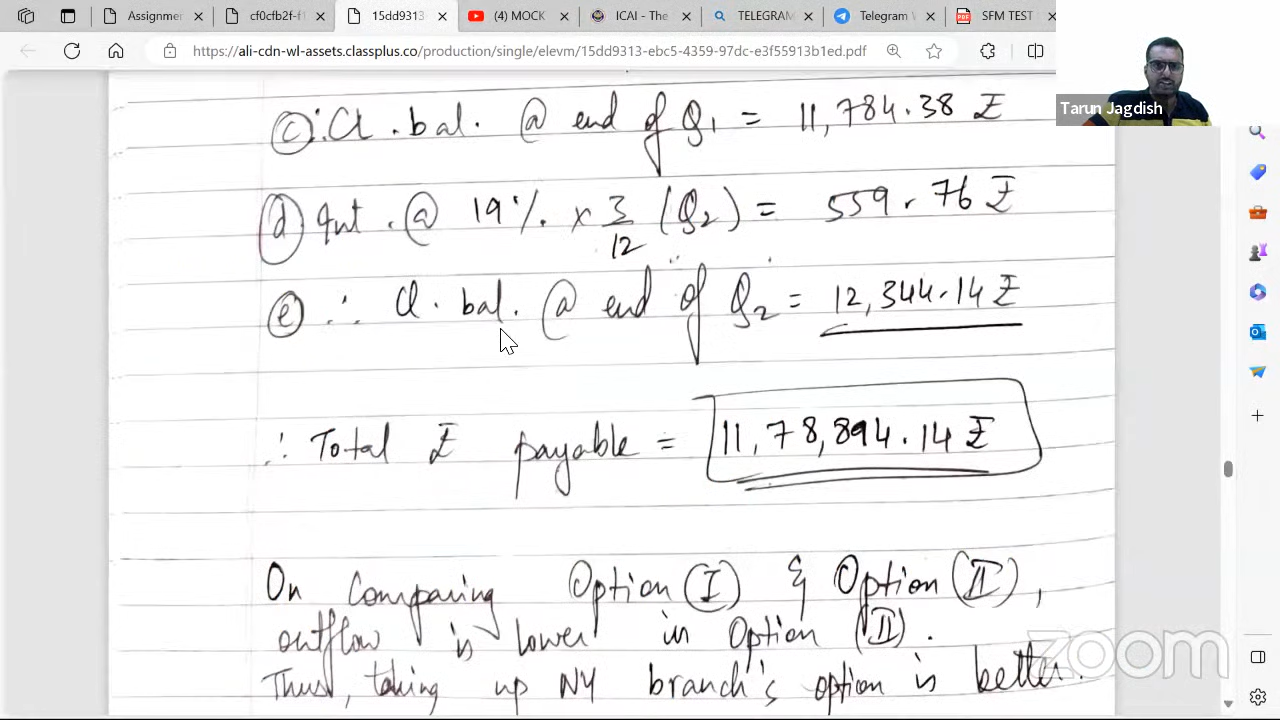 Assignme
cf0cfb2f-f
15dd9313
(4) MOCK
ICAI - The
TELEGRAM
Telegram
SFM TEST
https://ali-cdn-wl-assets.classplus.co/production/single/elevm/15dd9313-ebc5-4359-97dc-e3f55913b1ed.pdf
Tarun Jagdish
(c) ∴ Cl. bal. @ end of Q1 = 11,784.38 ₹
(d) Int. @ 19% × 3/12 (Q2) = 559.76 ₹
(e) ∴ Cl. bal. @ end of Q2 = 12,344.14 ₹
∴ Total ₹ payable = 11,78,894.14 ₹
On Comparing Option (I) & Option (II),
outflow is lower in Option (II).
Thus, taking up NY branch's option is better.
zoom